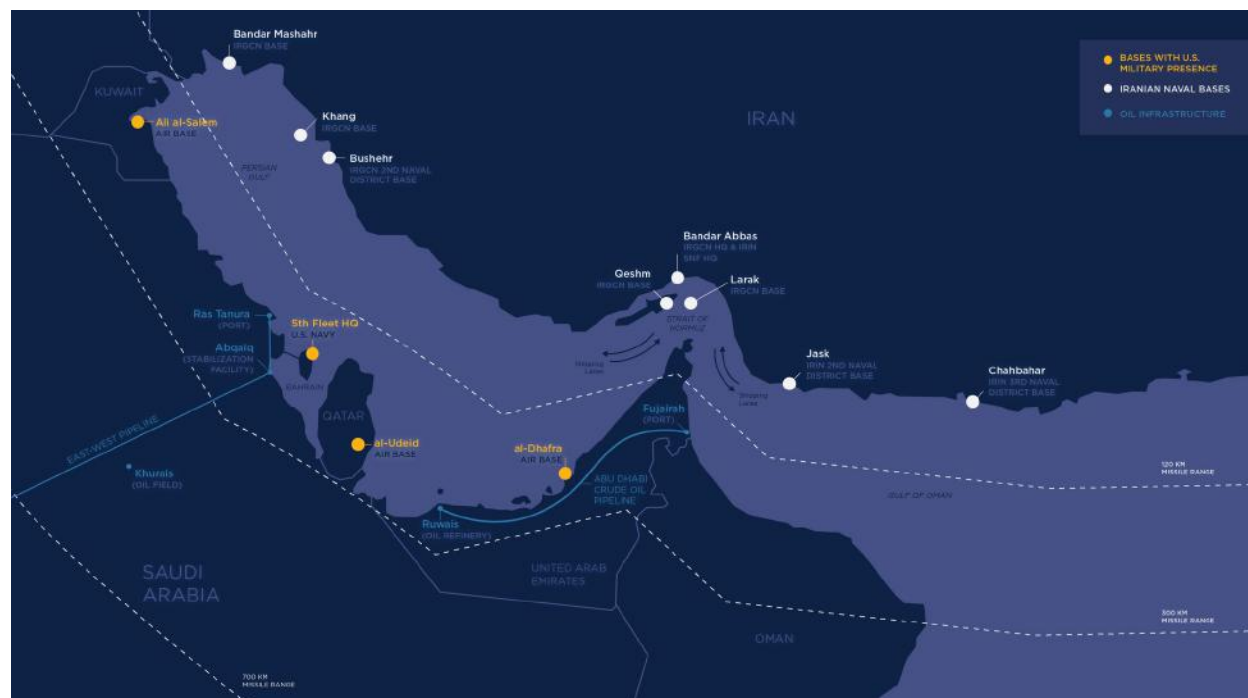 Bandar Mashahr
IRGCN BASE
KUWAIT
Ali al-Salem
AIR BASE
Khang
IRGCN BASE
Bushehr
IRGCN 2ND NAVAL
DISTRICT BASE
PERSIAN
GULF
IRAN
BASES WITH U.S.
MILITARY PRESENCE
IRANIAN NAVAL BASES
OIL INFRASTRUCTURE
Bandar Abbas
IRGCN HQ & IRIN
SNF HQ
Qeshm
IRGCN BASE
Larak
IRGCN BASE
STRAIT OF
HORMUZ
Shipping
Lanes
Shipping
Lanes
Jask
IRIN 2ND NAVAL
DISTRICT BASE
Chahbahar
IRIN 3RD NAVAL
DISTRICT BASE
Ras Tanura
(PORT)
5th Fleet HQ
U.S. NAVY
Abqaiq
(STABILIZATION
FACILITY)
BAHRAIN
QATAR
EAST-WEST PIPELINE
al-Udeid
AIR BASE
al-Dhafra
AIR BASE
Fujairah
(PORT)
Khurais
(OIL FIELD)
ABU DHABI
CRUDE OIL
PIPELINE
120 KM
MISSILE RANGE
GULF OF OMAN
Ruwais
(OIL REFINERY)
SAUDI
ARABIA
UNITED ARAB
EMIRATES
300 KM
MISSILE RANGE
OMAN
700 KM
MISSILE RANGE